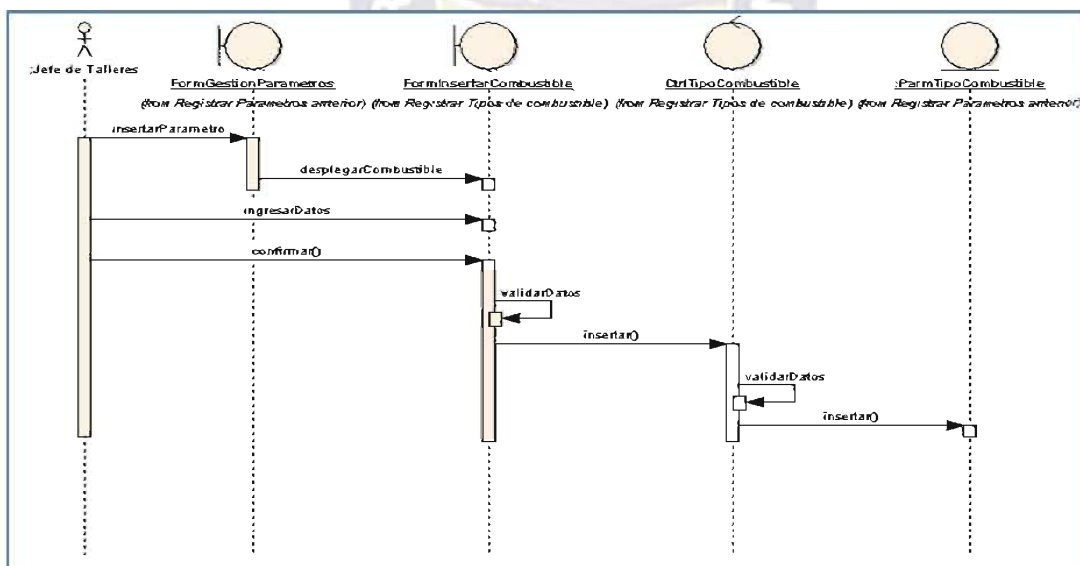 :Jefe de Talleres
FormGestionParametros
FormInsertarCombustible
CtrlTipoCombustible
:ParmTipoCombustible
(from Registrar Parametros anterior) (from Registrar Tipos de combustible) (from Registrar Tipos de combustible) (from Registrar Parametros anterior)
insertarParametro
desplegarCombustible
ingresarDatos
confirmar()
validarDatos
insertar()
validarDatos
insertar()